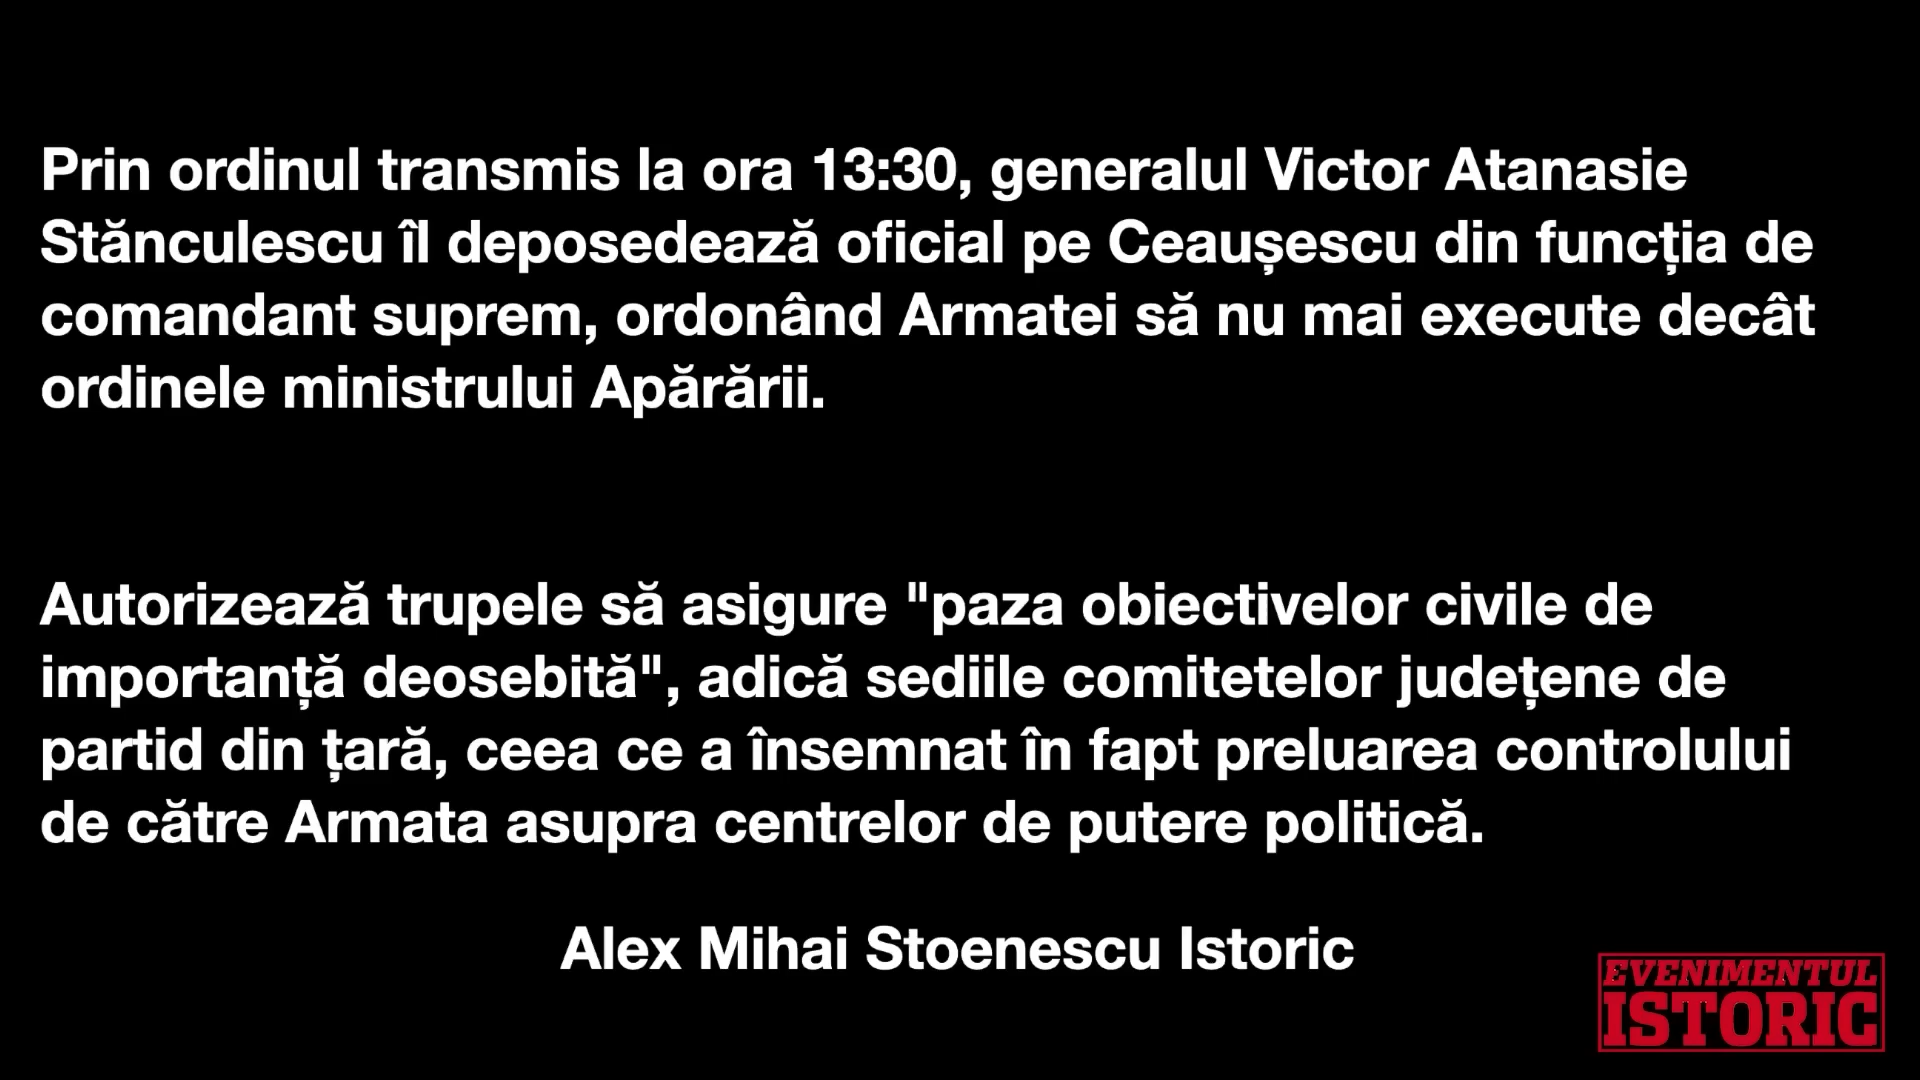 Prin ordinul transmis la ora 13:30, generalul Victor Atanasie
Stănculescu îl deposedează oficial pe Ceaușescu din funcția de
comandant suprem, ordonând Armatei să nu mai execute decât
ordinele ministrului Apărării.
Autorizează trupele să asigure "paza obiectivelor civile de
importanță deosebită", adică sediile comitetelor județene de
partid din țară, ceea ce a însemnat în fapt preluarea controlului
de către Armata asupra centrelor de putere politică.
Alex Mihai Stoenescu Istoric
EVENIMENTUL
ISTORIC